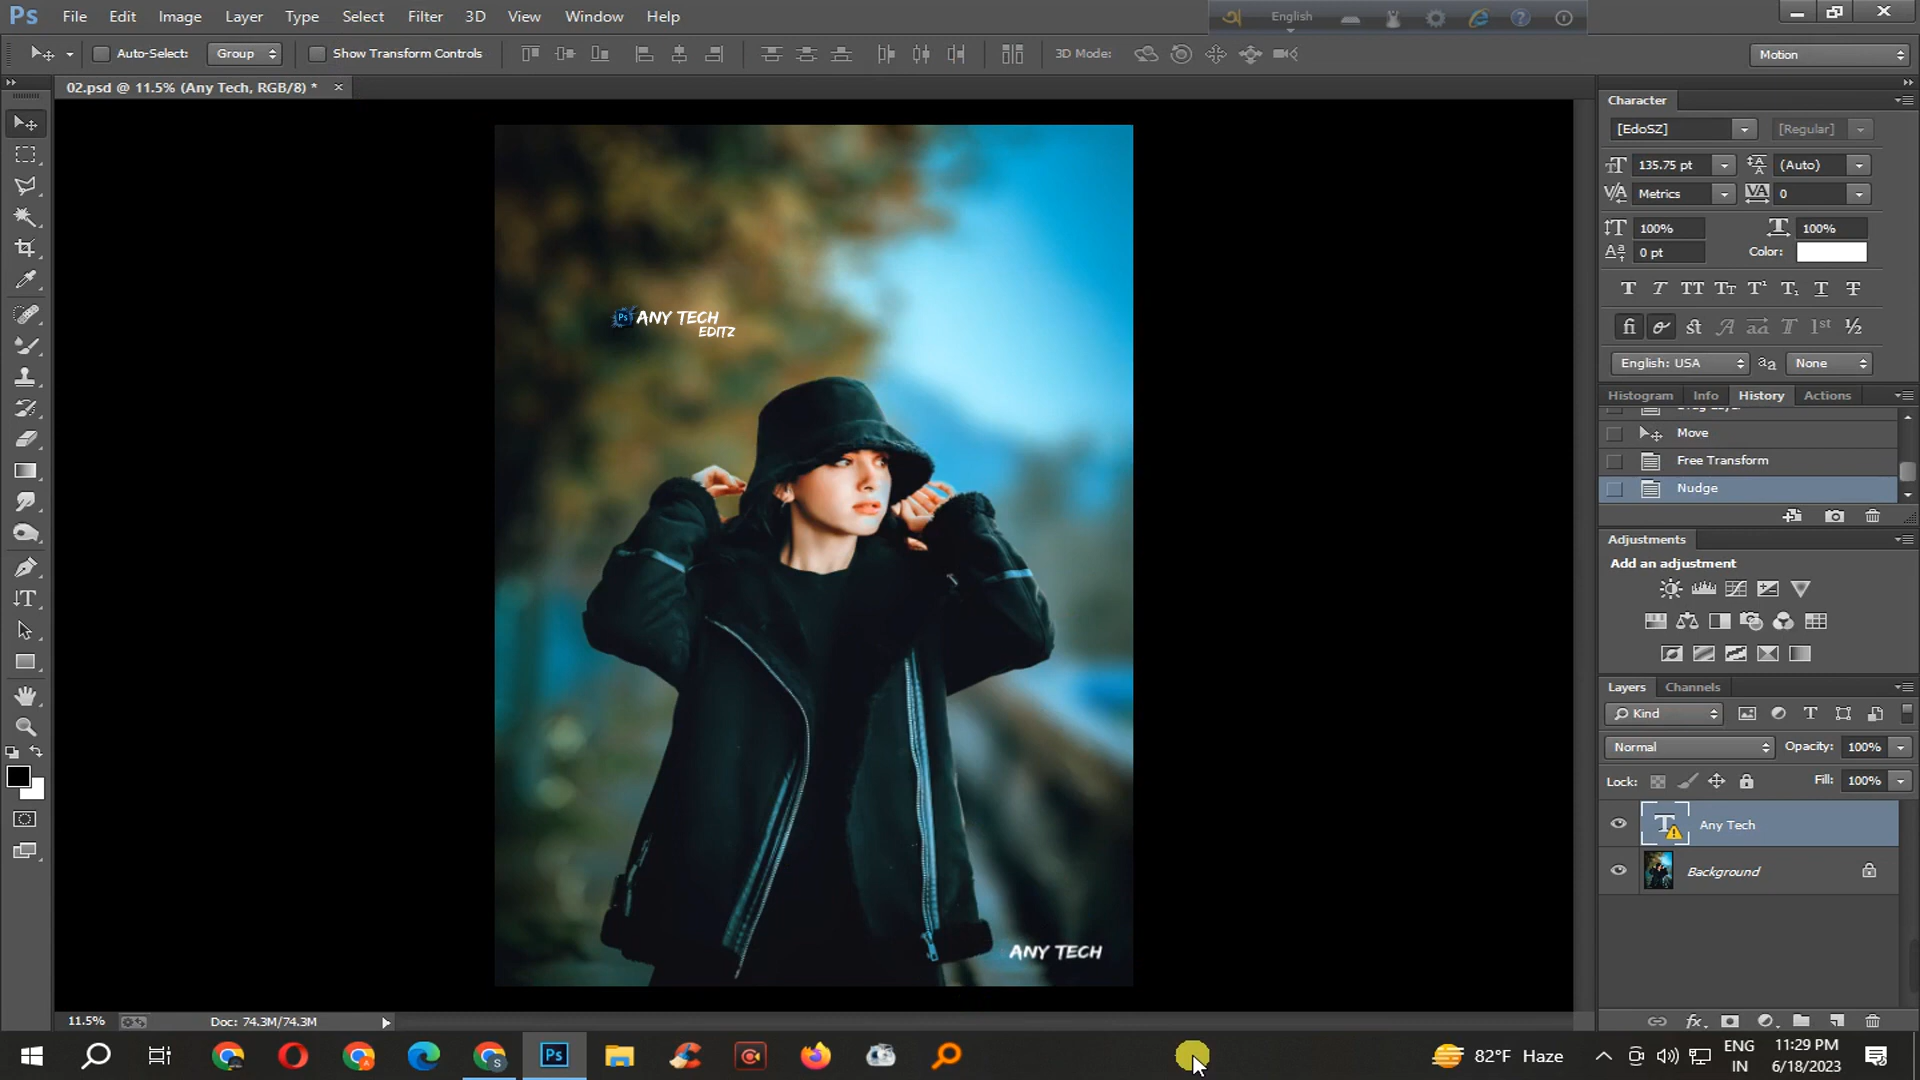 Ps File Edit Image Layer Type Select Filter 3D View Window Help
English
Auto-Select: Group Show Transform Controls 3D Mode: Motion
02.psd @ 11.5% (Any Tech, RGB/8) * ×
Character
[EdoSZ] [Regular]
135.75 pt (Auto)
Metrics 0
100% 100%
0 pt Color:
English: USA aa None
Histogram Info History Actions
Move
Free Transform
Nudge
Adjustments
Add an adjustment
Layers Channels
Kind
Normal Opacity: 100%
Lock: Fill: 100%
Any Tech
Background
Ps ANY TECH
EDITZ
ANY TECH
11.5% Doc: 74.3M/74.3M
Ps
82°F Haze
ENG
IN
11:29 PM
6/18/2023